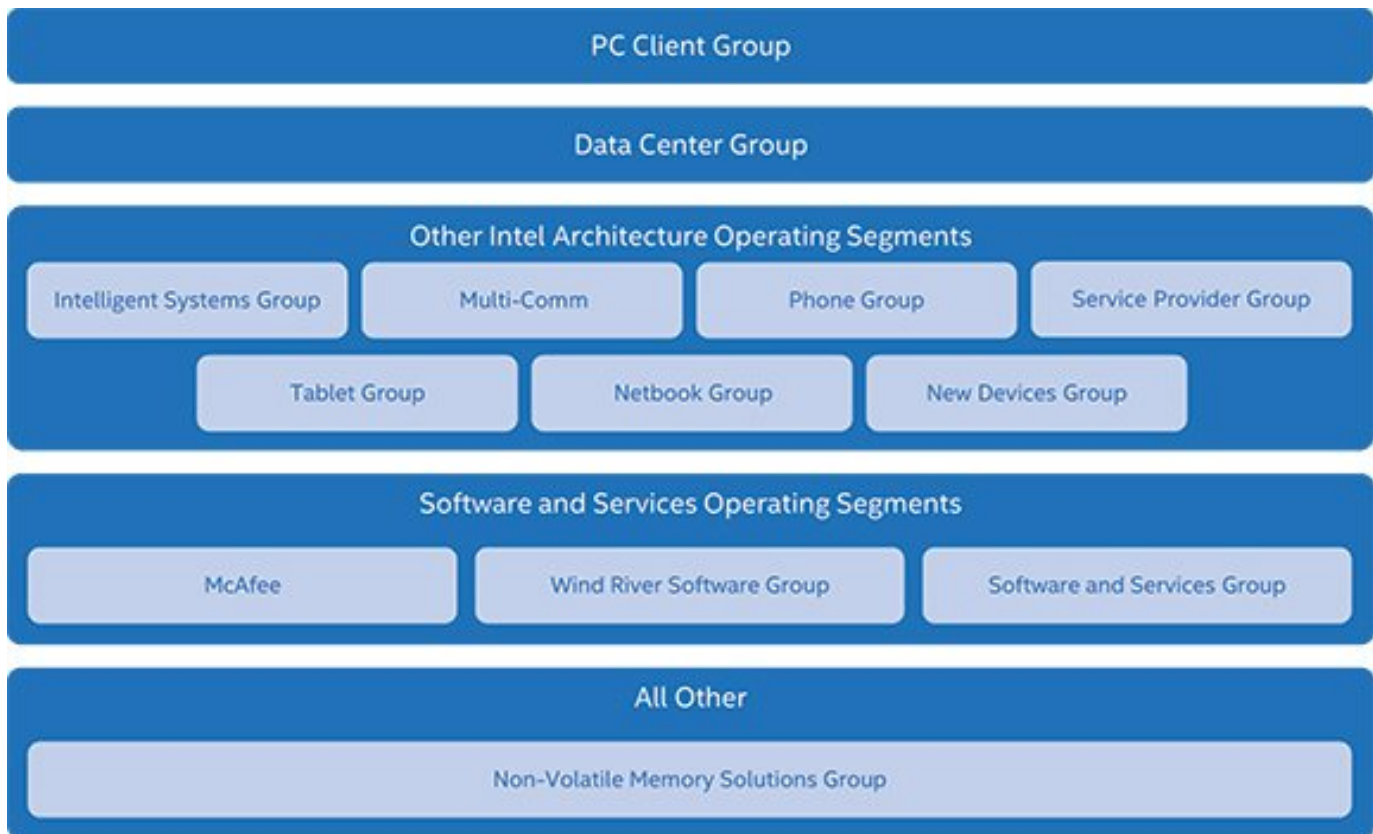 PC Client Group
Data Center Group
Other Intel Architecture Operating Segments
Intelligent Systems Group
Multi-Comm
Phone Group
Service Provider Group
Tablet Group
Netbook Group
New Devices Group
Software and Services Operating Segments
McAfee
Wind River Software Group
Software and Services Group
All Other
Non-Volatile Memory Solutions Group